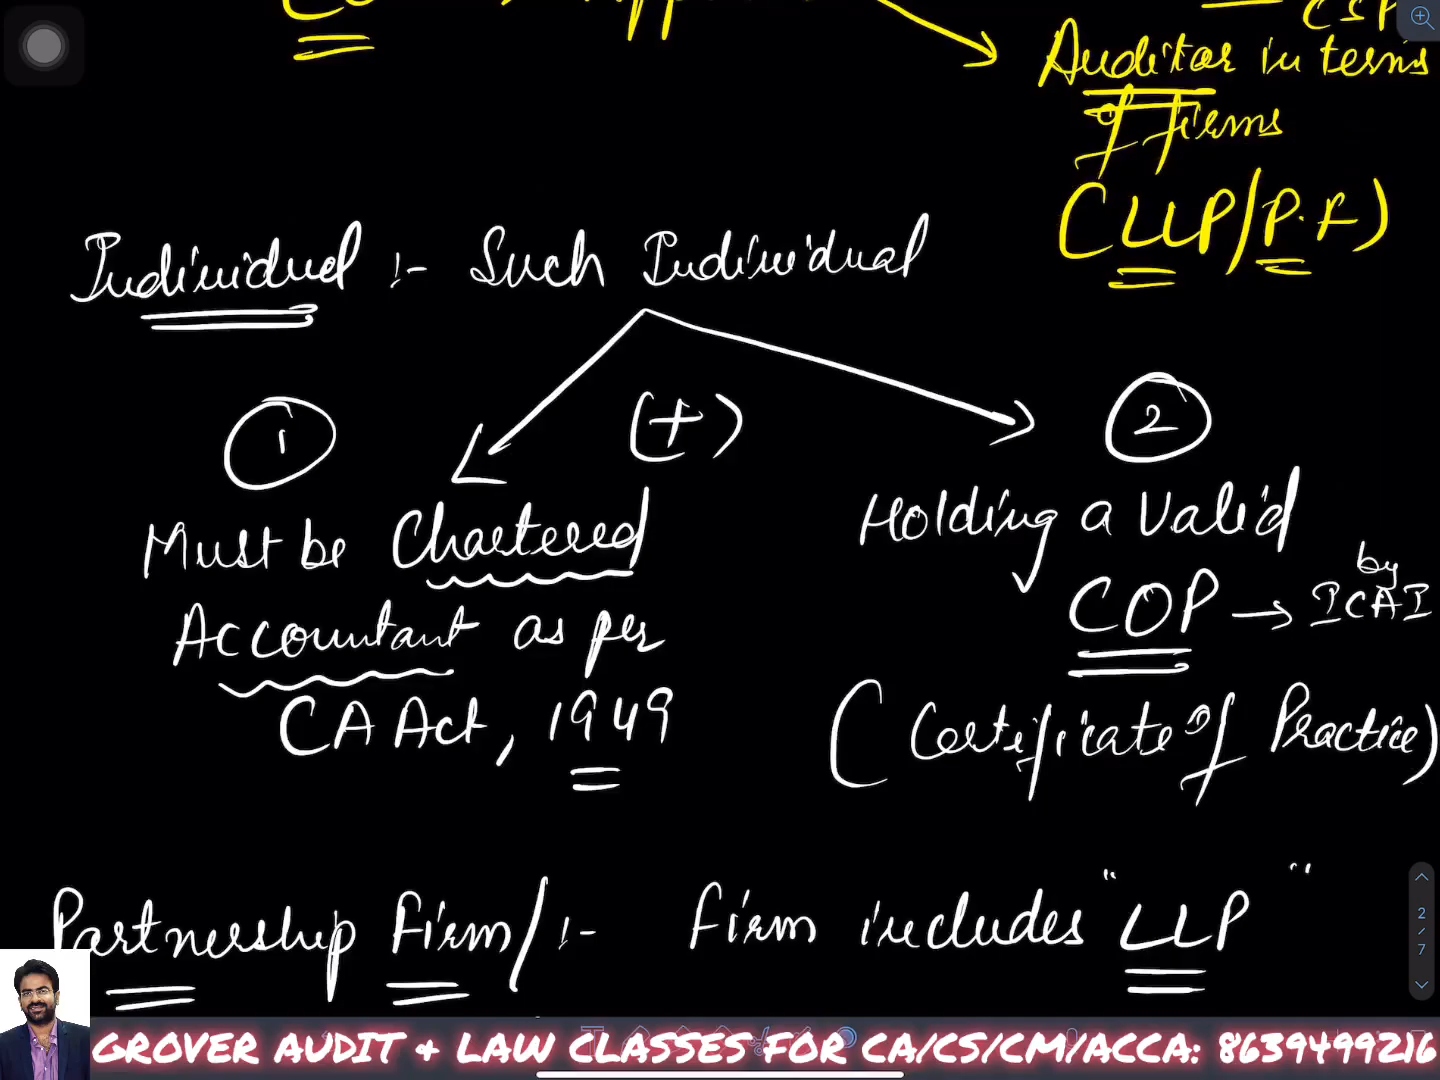 Auditor in terms
of firms
(LLP/P.F)
Individual :- Such Individual
1
(+)
2
Must be Chartered
Accountant as per
CA Act, 1949
Holding a Valid
COP → by ICAI
(Certificate of Practice)
Partnership Firm/ :- Firm includes "LLP"
2
/
7
GROVER AUDIT & LAW CLASSES FOR CA/CS/CM/ACCA: 8639499216